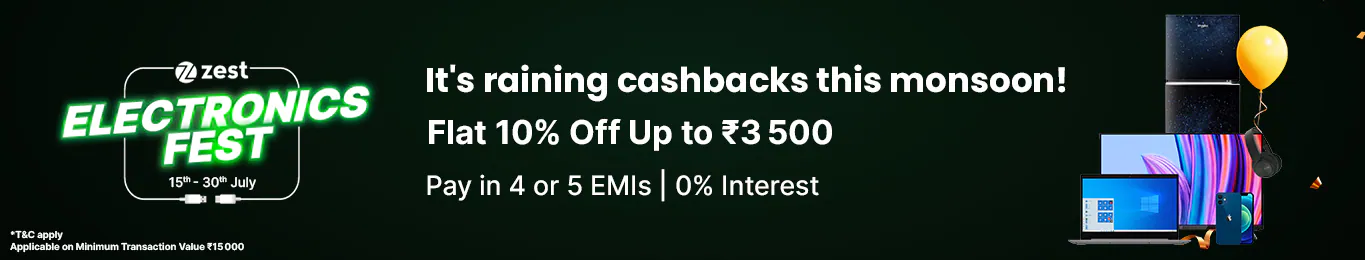 zest
ELECTRONICS
FEST
15th - 30th July
It's raining cashbacks this monsoon!
Flat 10% Off Up to ₹3 500
Pay in 4 or 5 EMIs | 0% Interest
*T&C apply
Applicable on Minimum Transaction Value ₹15 000